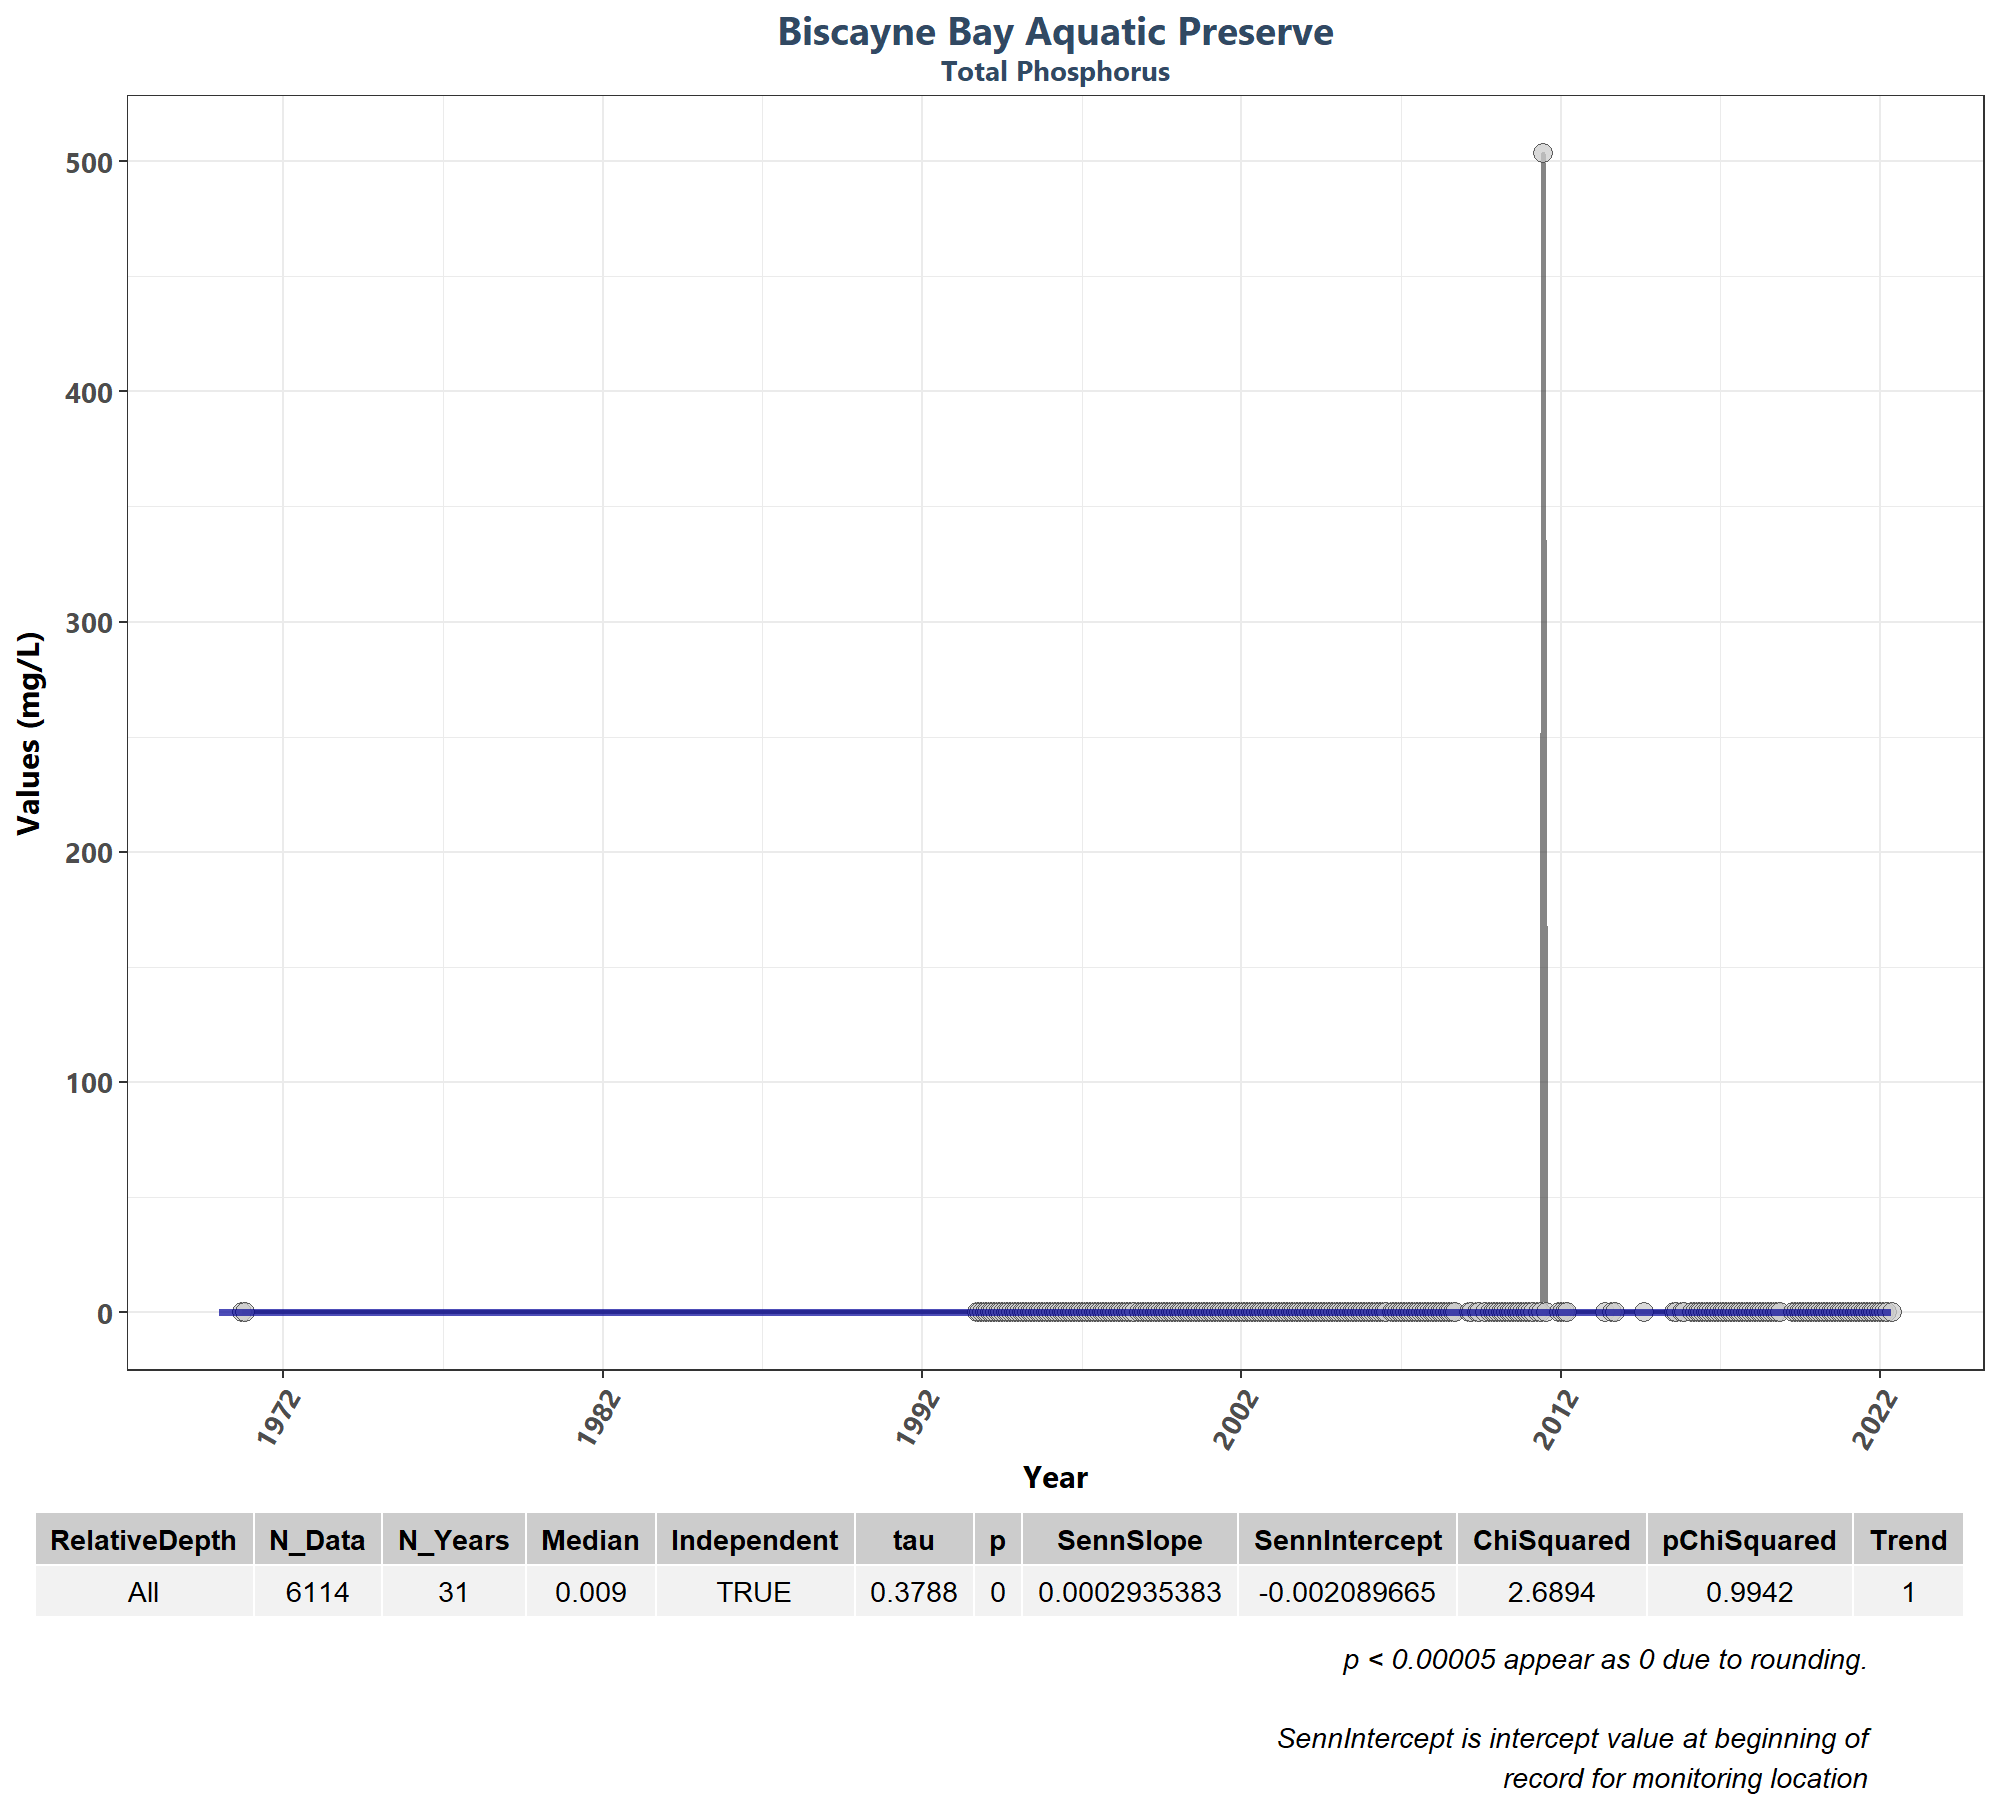 Biscayne Bay Aquatic Preserve
Total Phosphorus
500
400
300
200
100
0
Values (mg/L)
1972
1982
1992
2002
2012
2022
Year
RelativeDepth N_Data N_Years Median Independent tau p SennSlope SennIntercept ChiSquared pChiSquared Trend
All 6114 31 0.009 TRUE 0.3788 0 0.0002935383 -0.002089665 2.6894 0.9942 1
p < 0.00005 appear as 0 due to rounding.
SennIntercept is intercept value at beginning of
record for monitoring location